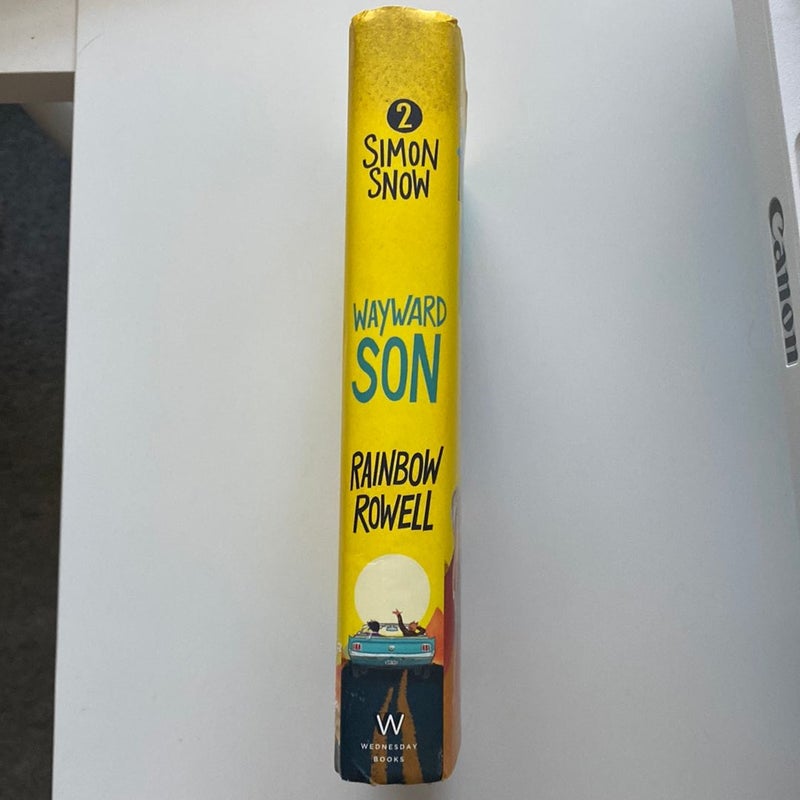 2
SIMON
SNOW
WAYWARD
SON
RAINBOW
ROWELL
W
WEDNESDAY
BOOKS
Canon